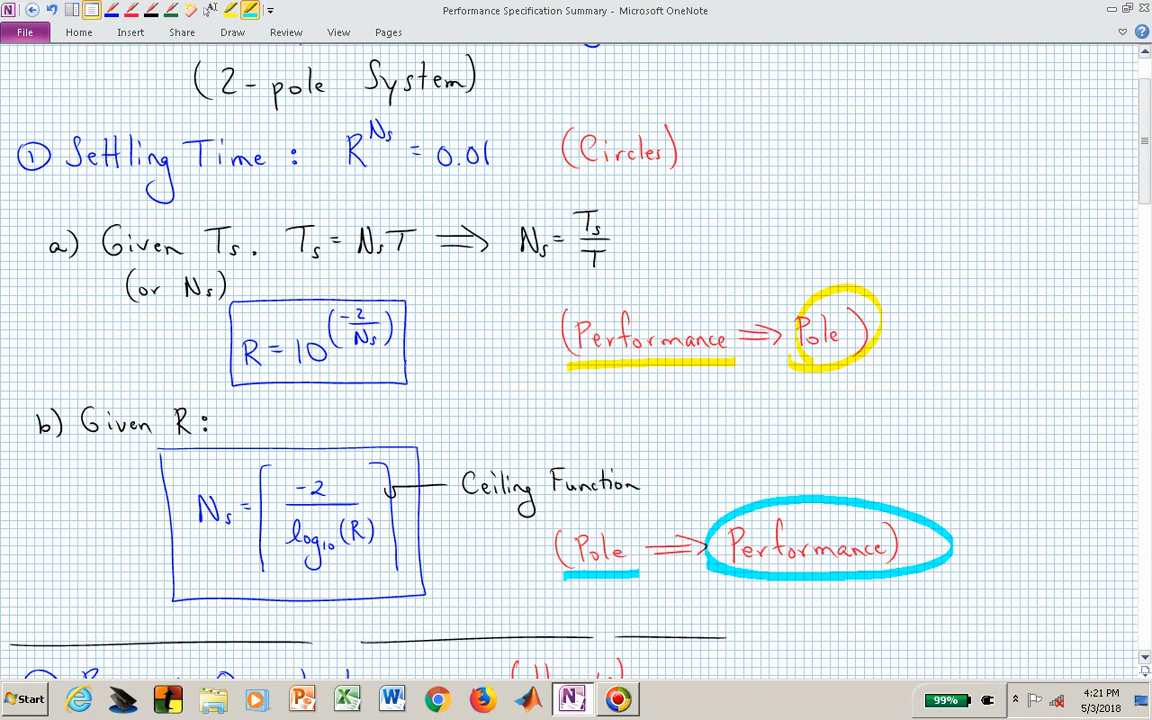 Performance Specification Summary - Microsoft OneNote
File Home Insert Share Draw Review View Pages
(2-pole System)
① Settling Time : R^Ns = 0.01 (Circles)
a) Given Ts. Ts = NsT ⟹ Ns = Ts/T
(or Ns)
R = 10^(-2/Ns) (Performance ⟹ Pole)
b) Given R:
Ns = ⌈-2/log10(R)⌉ Ceiling Function
(Pole ⟹ Performance)
Start 99% 4:21 PM
5/3/2018